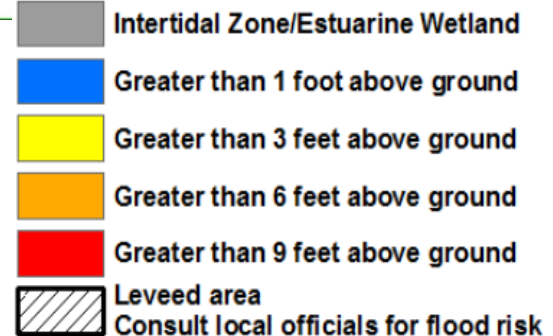 Intertidal Zone/Estuarine Wetland
Greater than 1 foot above ground
Greater than 3 feet above ground
Greater than 6 feet above ground
Greater than 9 feet above ground
Leveed area
Consult local officials for flood risk